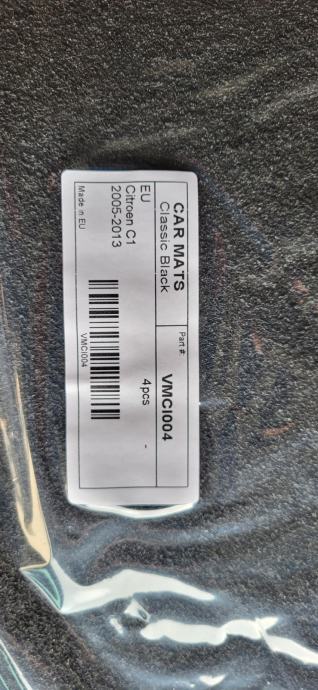 CAR MATS
Classic Black
Part #:
VMCI004
EU
Citroen C1
2005-2013
4pcs
-
VMCI004
Made in EU